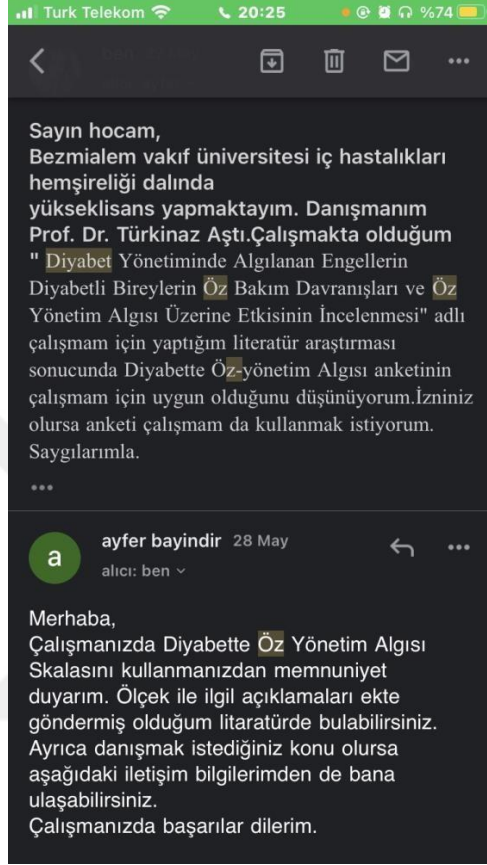 Turk Telekom 20:25 %74
Sayın hocam,
Bezmialem vakıf üniversitesi iç hastalıkları
hemşireliği dalında
yükseklisans yapmaktayım. Danışmanım
Prof. Dr. Türkinaz Aştı.Çalışmakta olduğum
" Diyabet Yönetiminde Algılanan Engellerin
Diyabetli Bireylerin Öz Bakım Davranışları ve Öz
Yönetim Algısı Üzerine Etkisinin İncelenmesi" adlı
çalışmam için yaptığım literatür araştırması
sonucunda Diyabette Öz-yönetim Algısı anketinin
çalışmam için uygun olduğunu düşünüyorum.İzniniz
olursa anketi çalışmam da kullanmak istiyorum.
Saygılarımla.
a
ayfer bayindir 28 May
alıcı: ben
Merhaba,
Çalışmanızda Diyabette Öz Yönetim Algısı
Skalasını kullanmanızdan memnuniyet
duyarım. Ölçek ile ilgil açıklamaları ekte
göndermiş olduğum litaratürde bulabilirsiniz.
Ayrıca danışmak istediğiniz konu olursa
aşağıdaki iletişim bilgilerimden de bana
ulaşabilirsiniz.
Çalışmanızda başarılar dilerim.